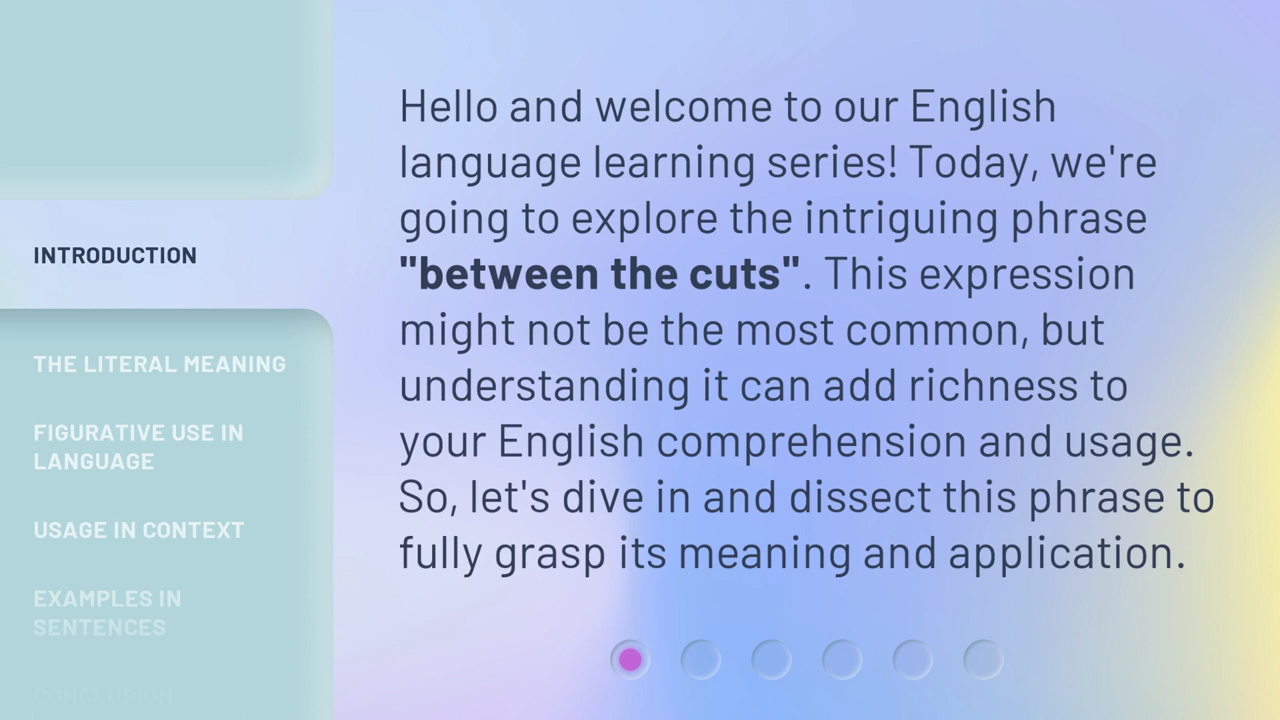 INTRODUCTION
THE LITERAL MEANING
FIGURATIVE USE IN
LANGUAGE
USAGE IN CONTEXT
EXAMPLES IN
SENTENCES
CONCLUSION
Hello and welcome to our English
language learning series! Today, we're
going to explore the intriguing phrase
"between the cuts". This expression
might not be the most common, but
understanding it can add richness to
your English comprehension and usage.
So, let's dive in and dissect this phrase to
fully grasp its meaning and application.